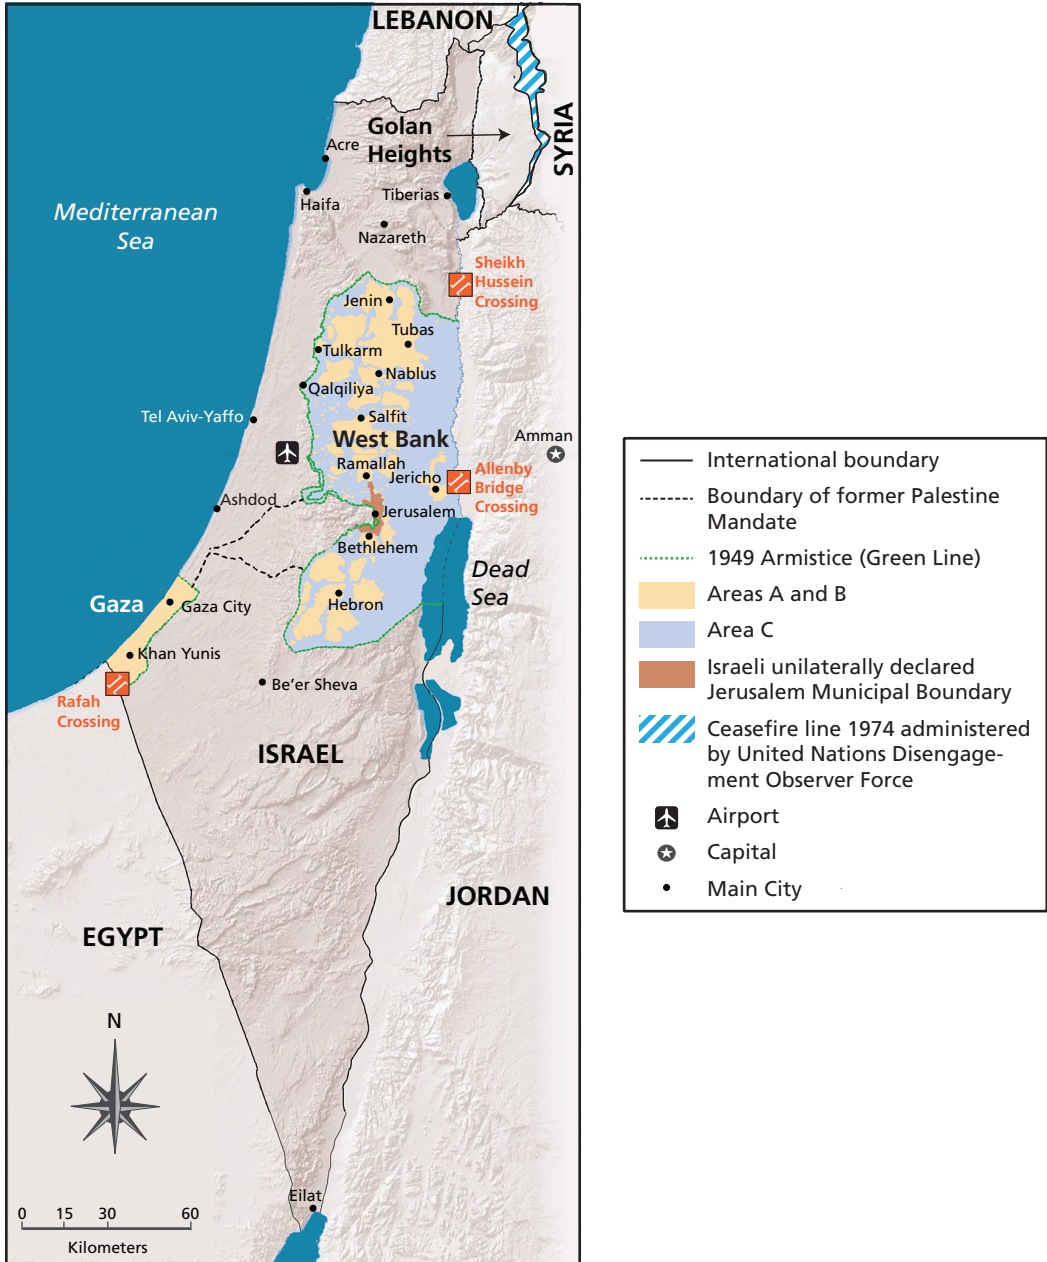 LEBANON
Golan
Heights
SYRIA
Acre
Haifa
Tiberias
Nazareth
Mediterranean
Sea
Sheikh
Hussein
Crossing
Jenin
Tubas
Tulkarm
Nablus
Qalqiliya
Tel Aviv-Yaffo
Salfit
West Bank
Amman
Ramallah
Jericho
Allenby
Bridge
Crossing
Ashdod
Jerusalem
Bethlehem
Dead
Sea
Gaza
Gaza City
Hebron
Khan Yunis
Be'er Sheva
Rafah
Crossing
ISRAEL
JORDAN
EGYPT
N
Eilat
0 15 30 60
Kilometers
International boundary
Boundary of former Palestine
Mandate
1949 Armistice (Green Line)
Areas A and B
Area C
Israeli unilaterally declared
Jerusalem Municipal Boundary
Ceasefire line 1974 administered
by United Nations Disengage-
ment Observer Force
Airport
Capital
Main City